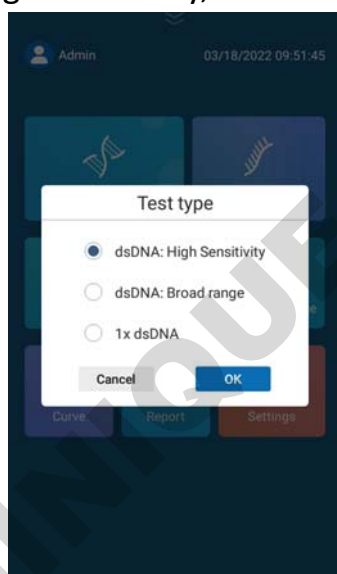 Admin 03/18/2022 09:51:45
Test type
dsDNA: High Sensitivity
dsDNA: Broad range
1x dsDNA
Cancel OK
Curve Report Settings